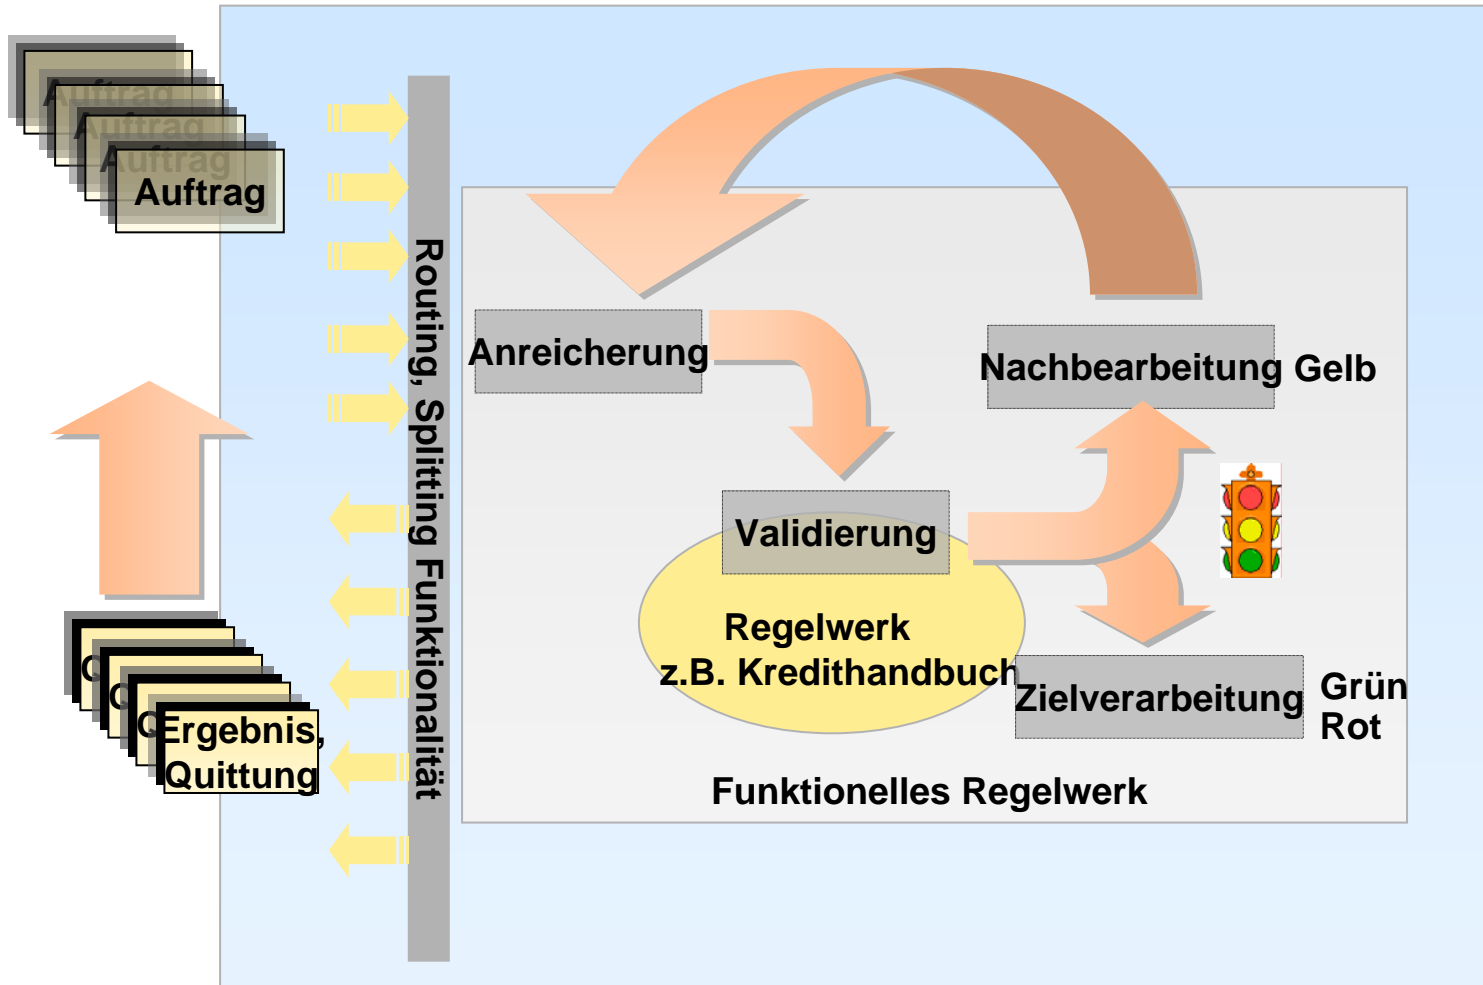 Auftrag
Auftrag
Auftrag
Auftrag
Routing, Splitting Funktionalität
Anreicherung
Nachbearbeitung Gelb
Validierung
Regelwerk
z.B. Kredithandbuch
Zielverarbeitung
Grün
Rot
Q
Q
Q
Ergebnis,
Quittung
Funktionelles Regelwerk